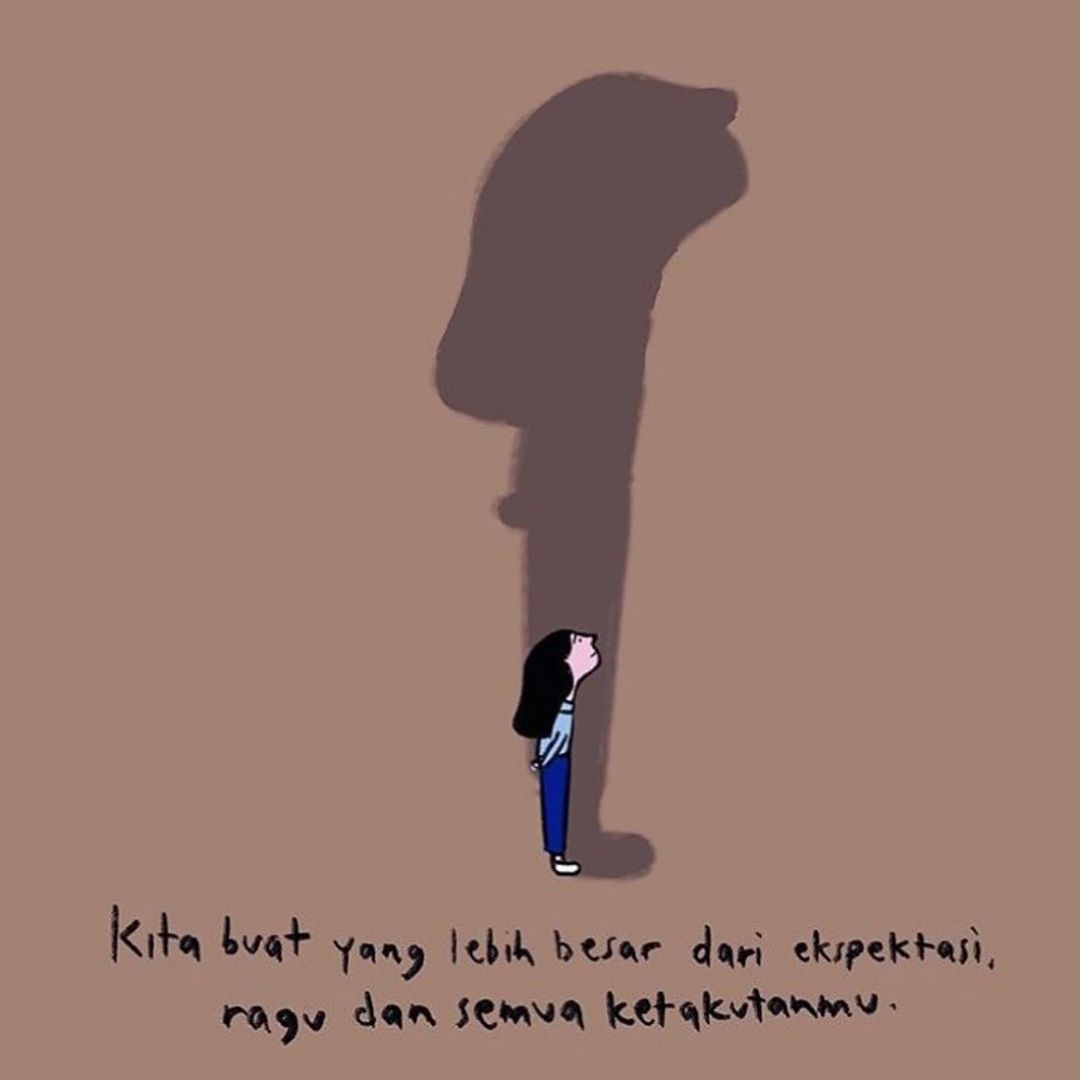 Kita buat yang lebih besar dari ekspektasi,
ragu dan semua ketakutanmu.